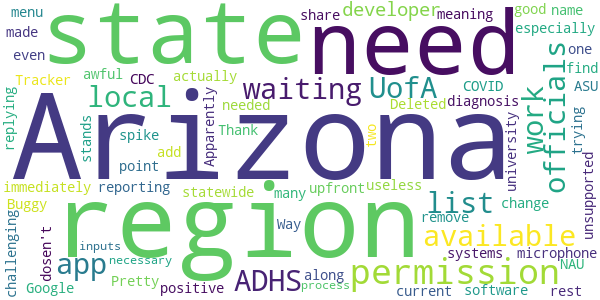 menu
made
even
state
need
share
developer
meaning
good
name
especially
Tracker
awful
CDC
actually
waiting
UofA
COVID
one
find
replying
local
needed
Deleted
diagnosis
ASU
officials
work
trying
Arizona
stands
spike
Apparently
Thank
two
university
unsupported
point
add
immediately
reporting
statewide
many
upfront
useless
list
change
Buggy
region
Way
remove
available
challenging
dosen't
inputs
necessary
app
ADHS
along
permission
systems
microphone
NAU
Google
Pretty
positive
process
current
software
rest